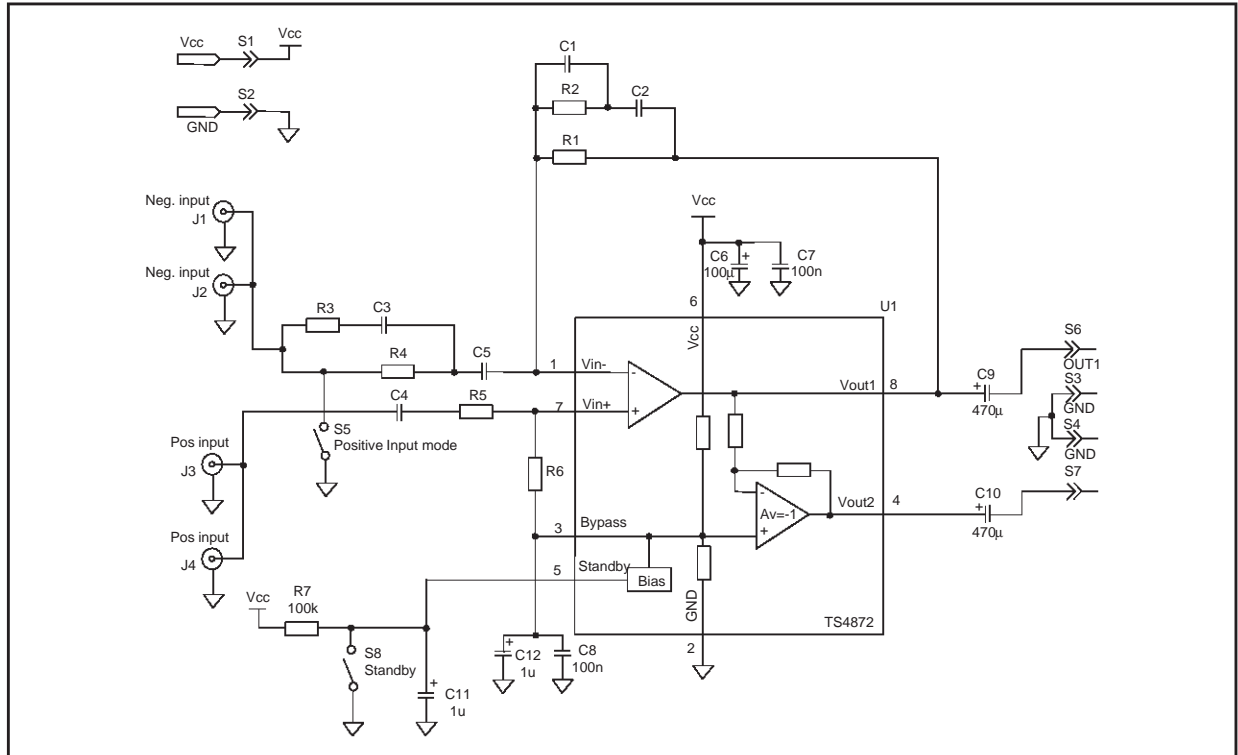 Vcc
S1
Vcc
S2
GND
C1
R2
C2
R1
Neg. input
J1
Neg. input
J2
Vcc
C6
+
100µ
C7
100n
6
U1
R3
C3
R4
C5
1
Vin-
-
Vcc
Vout1
8
C9
+
470µ
S6
OUT1
S3
GND
S4
GND
S7
C4
R5
7
Vin+
+
S5
Positive Input mode
Pos input
J3
R6
-
Av=-1
+
Vout2
4
C10
+
470µ
3
Bypass
Pos input
J4
5
Standby
Bias
GND
TS4872
2
Vcc
R7
100k
S8
Standby
+
C11
1u
+
C12
1u
C8
100n